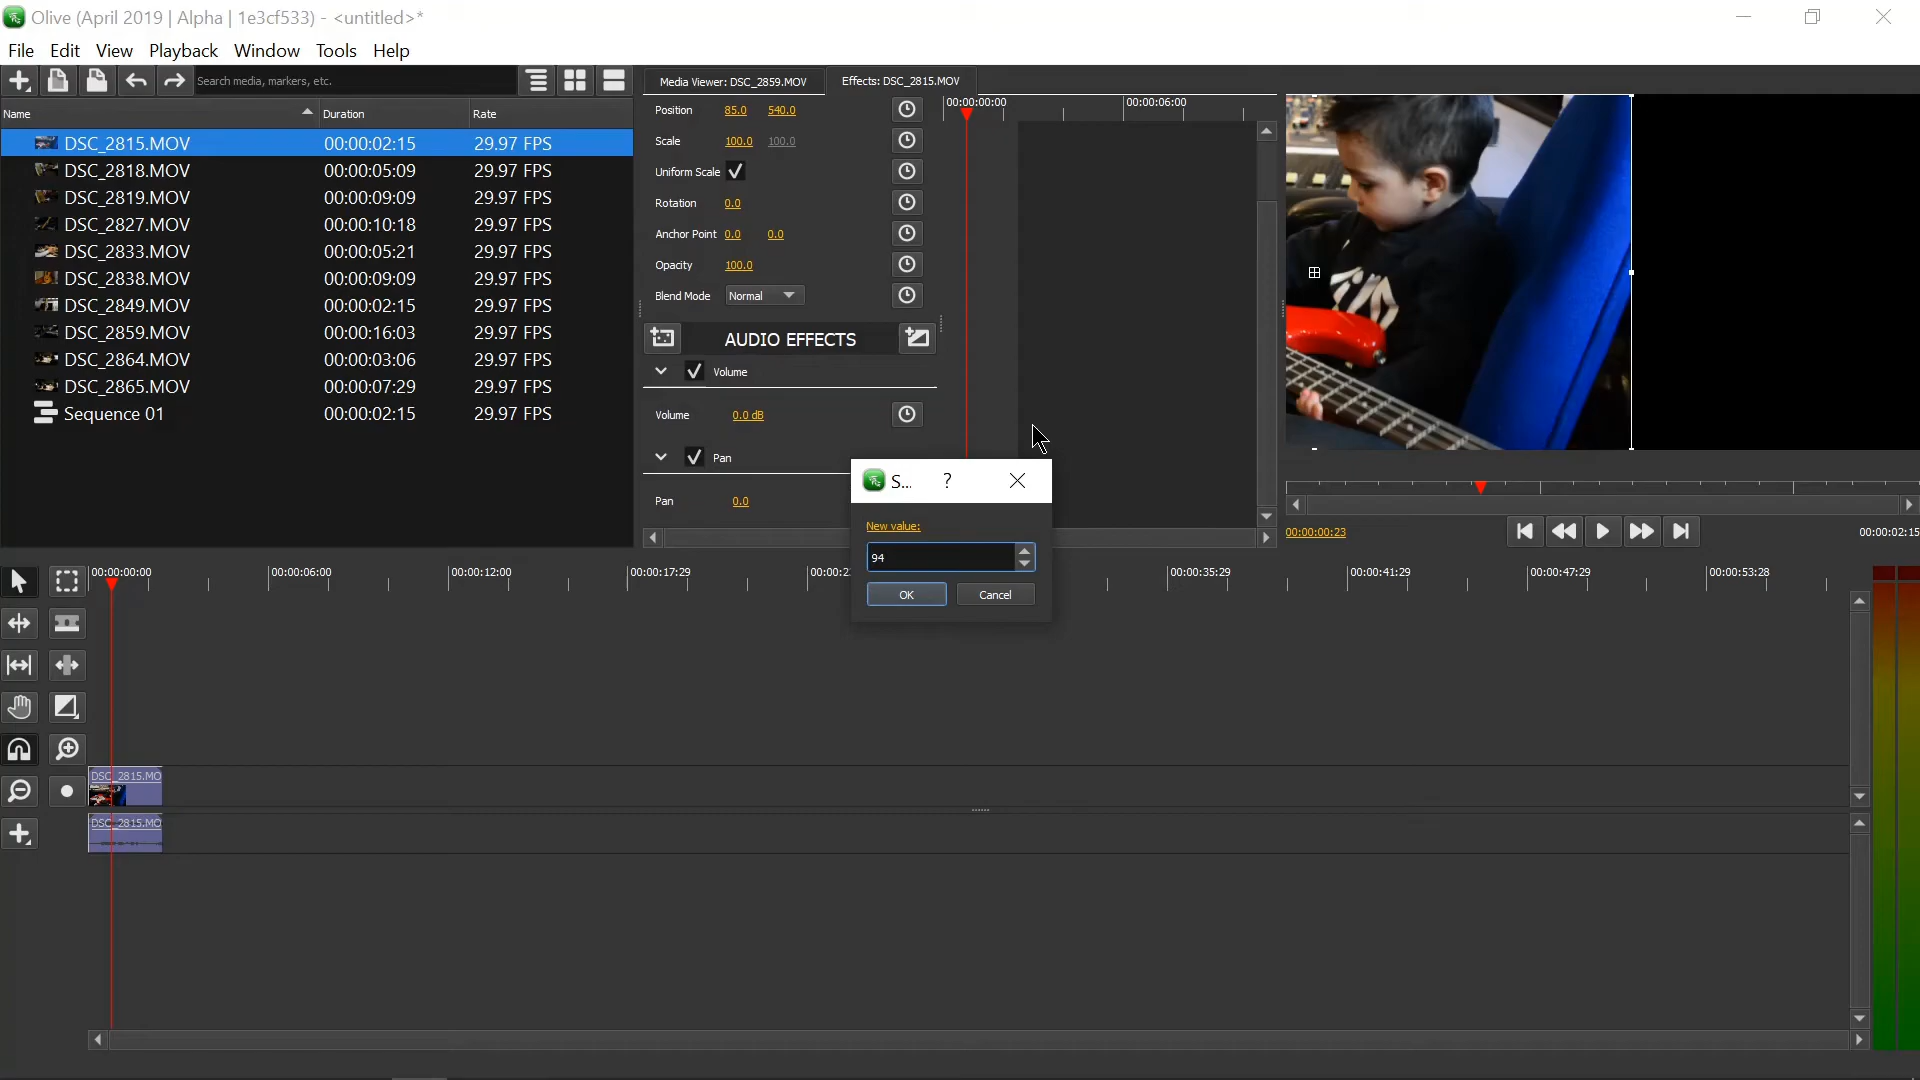 Olive (April 2019 | Alpha | 1e3cf533) - <untitled>*
File Edit View Playback Window Tools Help
Search media, markers, etc.
Name Duration Rate
DSC_2815.MOV 00:00:02:15 29.97 FPS
DSC_2818.MOV 00:00:05:09 29.97 FPS
DSC_2819.MOV 00:00:09:09 29.97 FPS
DSC_2827.MOV 00:00:10:18 29.97 FPS
DSC_2833.MOV 00:00:05:21 29.97 FPS
DSC_2838.MOV 00:00:09:09 29.97 FPS
DSC_2849.MOV 00:00:02:15 29.97 FPS
DSC_2859.MOV 00:00:16:03 29.97 FPS
DSC_2864.MOV 00:00:03:06 29.97 FPS
DSC_2865.MOV 00:00:07:29 29.97 FPS
Sequence 01 00:00:02:15 29.97 FPS
Media Viewer: DSC_2859.MOV Effects: DSC_2815.MOV
Position 85.0 540.0
Scale 100.0 100.0
Uniform Scale
Rotation 0.0
Anchor Point 0.0 0.0
Opacity 100.0
Blend Mode Normal
AUDIO EFFECTS
Volume
Volume 0.0 dB
Pan
Pan 0.0
00:00:00:00 00:00:06:00
S... ?
New value:
94
OK Cancel
00:00:00:23 00:00:02:15
00:00:00:00 00:00:06:00 00:00:12:00 00:00:17:29 00:00:2 00:00:35:29 00:00:41:29 00:00:47:29 00:00:53:28
DSC_2815.MO
DSC_2815.MO